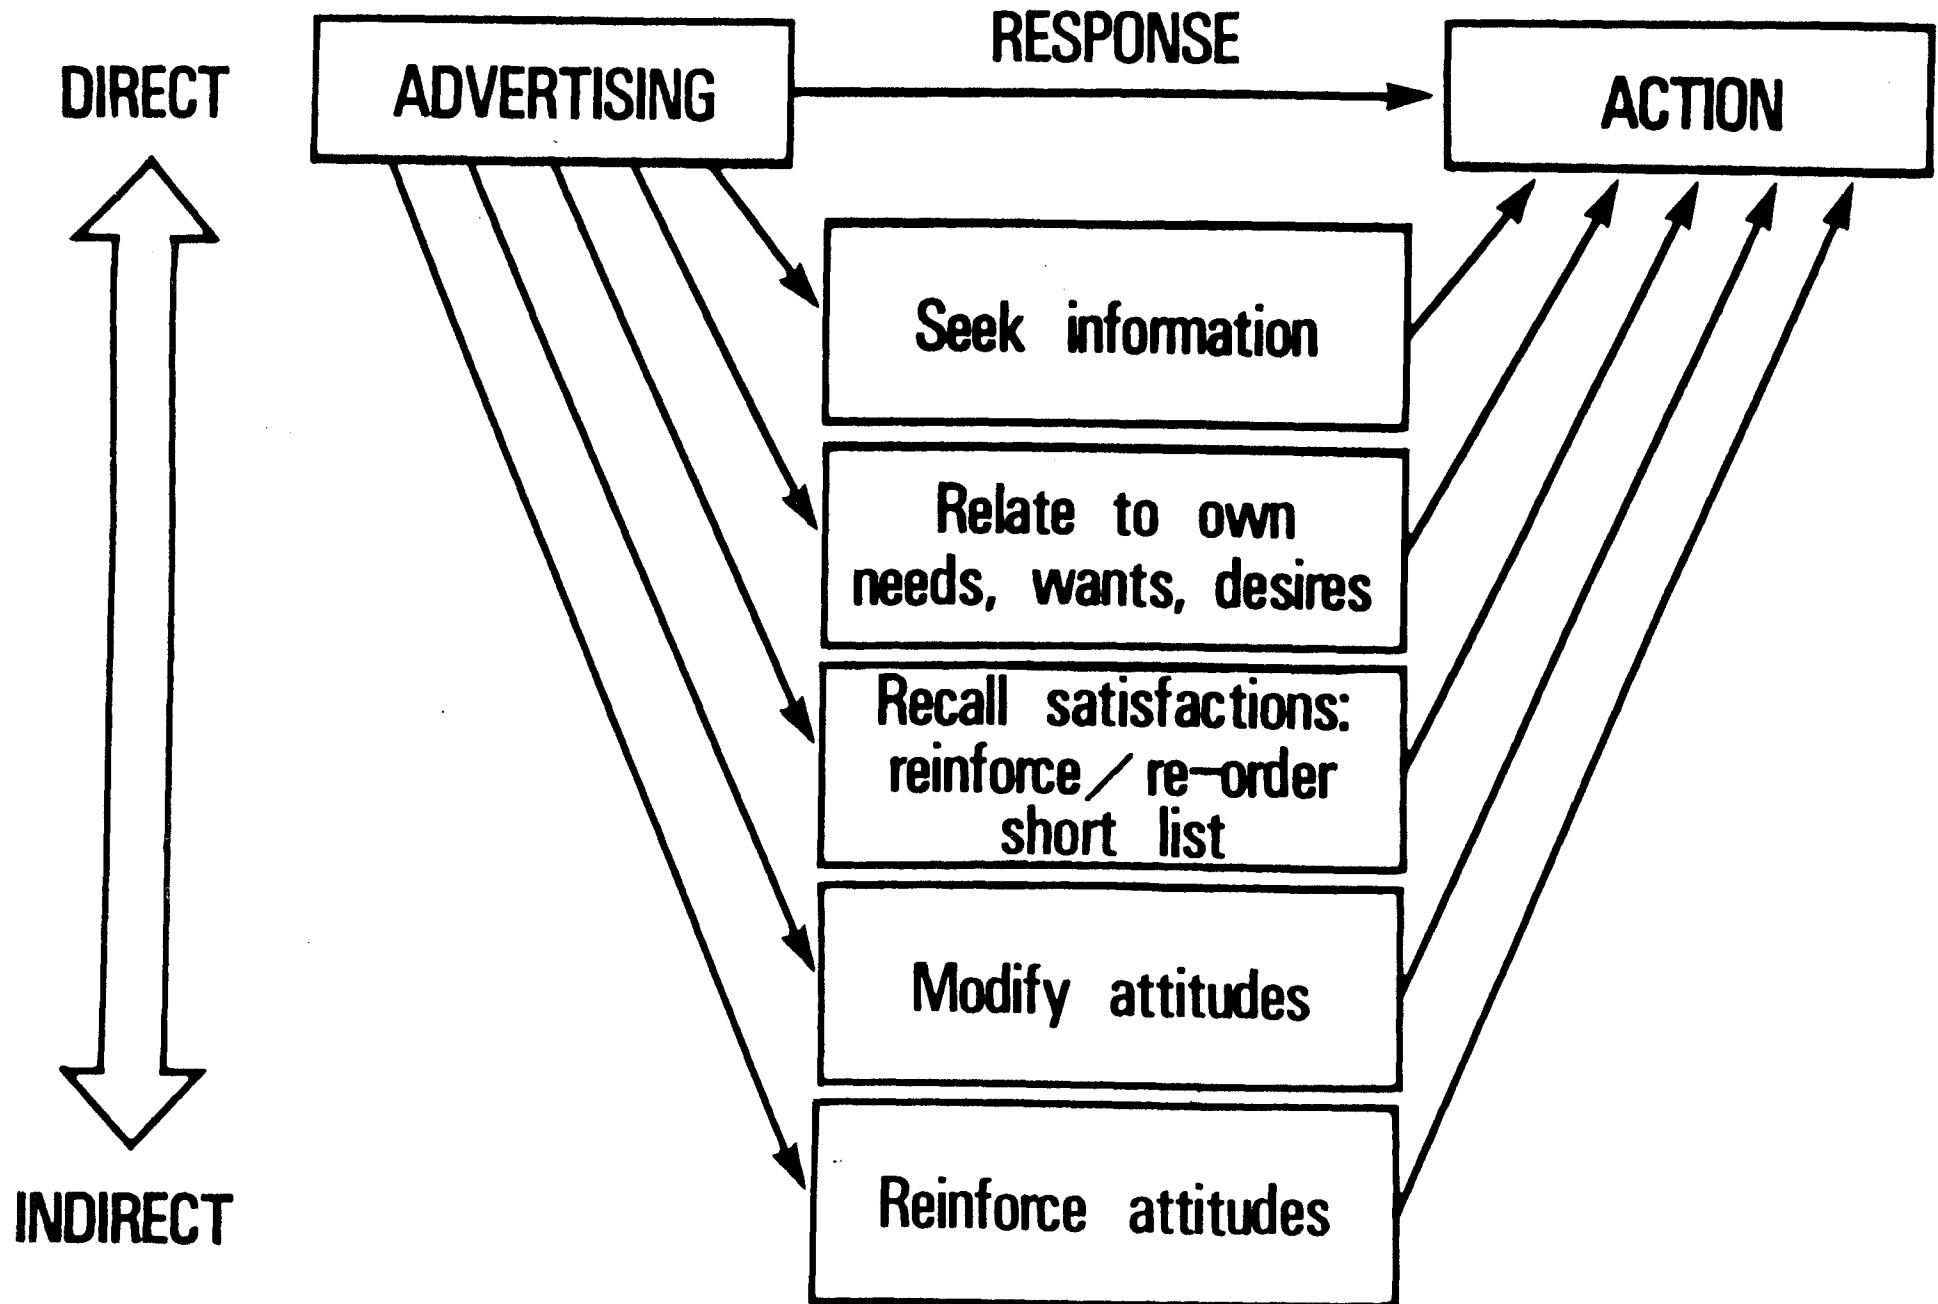 RESPONSE
DIRECT
ADVERTISING
ACTION
Seek information
Relate to own
needs, wants, desires
Recall satisfactions:
reinforce / re-order
short list
Modify attitudes
Reinforce attitudes
INDIRECT